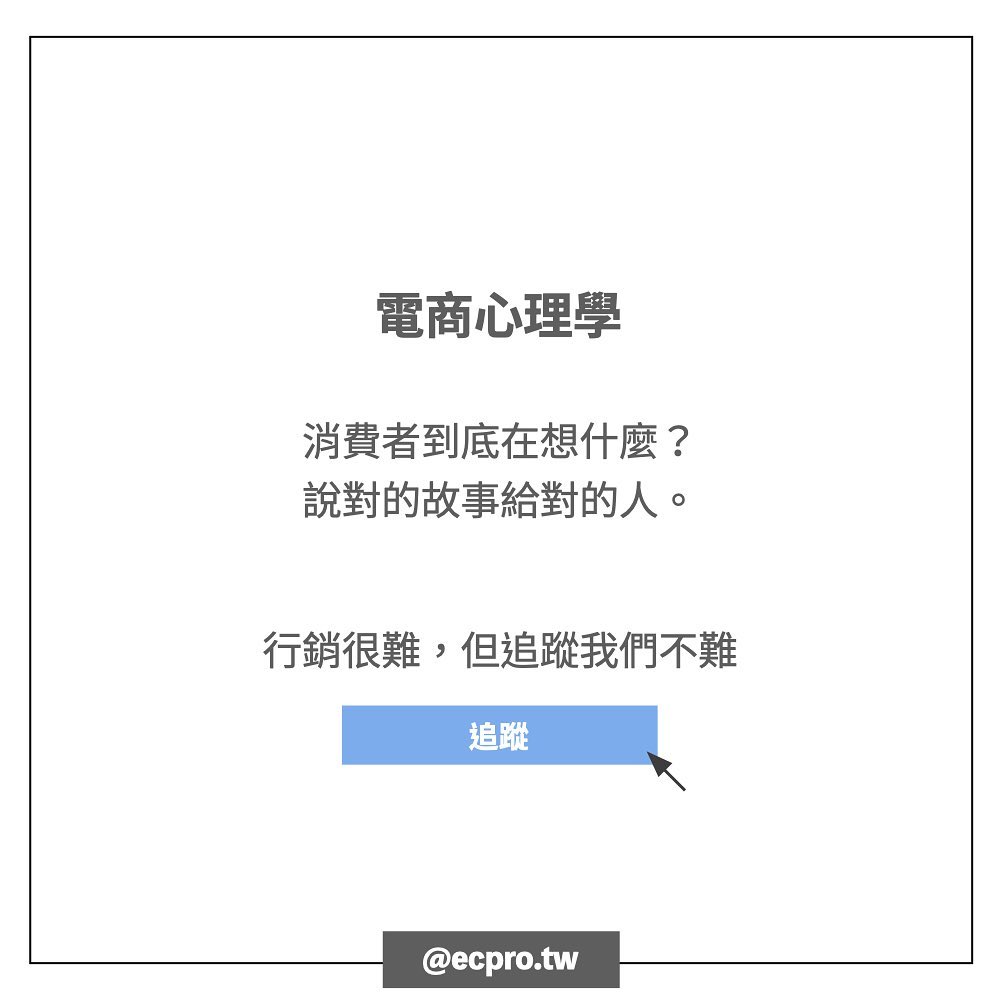 電商心理學
消費者到底在想什麼？
說對的故事給對的人。
行銷很難，但追蹤我們不難
追蹤
@ecpro.tw